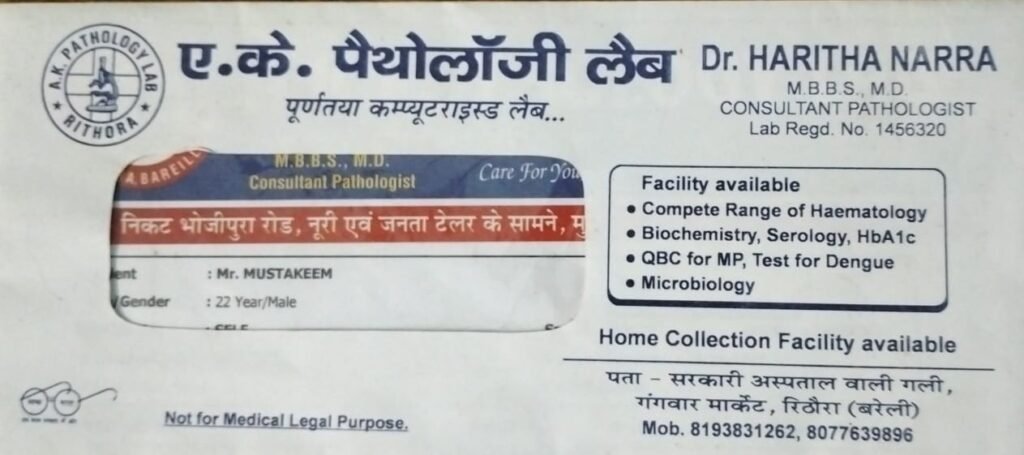 A.K. PATHOLOGY LAB
RITHORA
ए.के. पैथोलॉजी लैब
पूर्णतया कम्प्यूटराइस्ड लैब...
Dr. HARITHA NARRA
M.B.B.S., M.D.
CONSULTANT PATHOLOGIST
Lab Regd. No. 1456320
A BAREILL
M.B.B.S., M.D.
Consultant Pathologist
Care For You
निकट भोजीपुरा रोड, नूरी एवं जनता टेलर के सामने, मु
ent : Mr. MUSTAKEEM
/Gender : 22 Year/Male
Facility available
• Compete Range of Haematology
• Biochemistry, Serology, HbA1c
• QBC for MP, Test for Dengue
• Microbiology
Home Collection Facility available
पता - सरकारी अस्पताल वाली गली,
गंगवार मार्केट, रिठौरा (बरेली)
Mob. 8193831262, 8077639896
Not for Medical Legal Purpose.